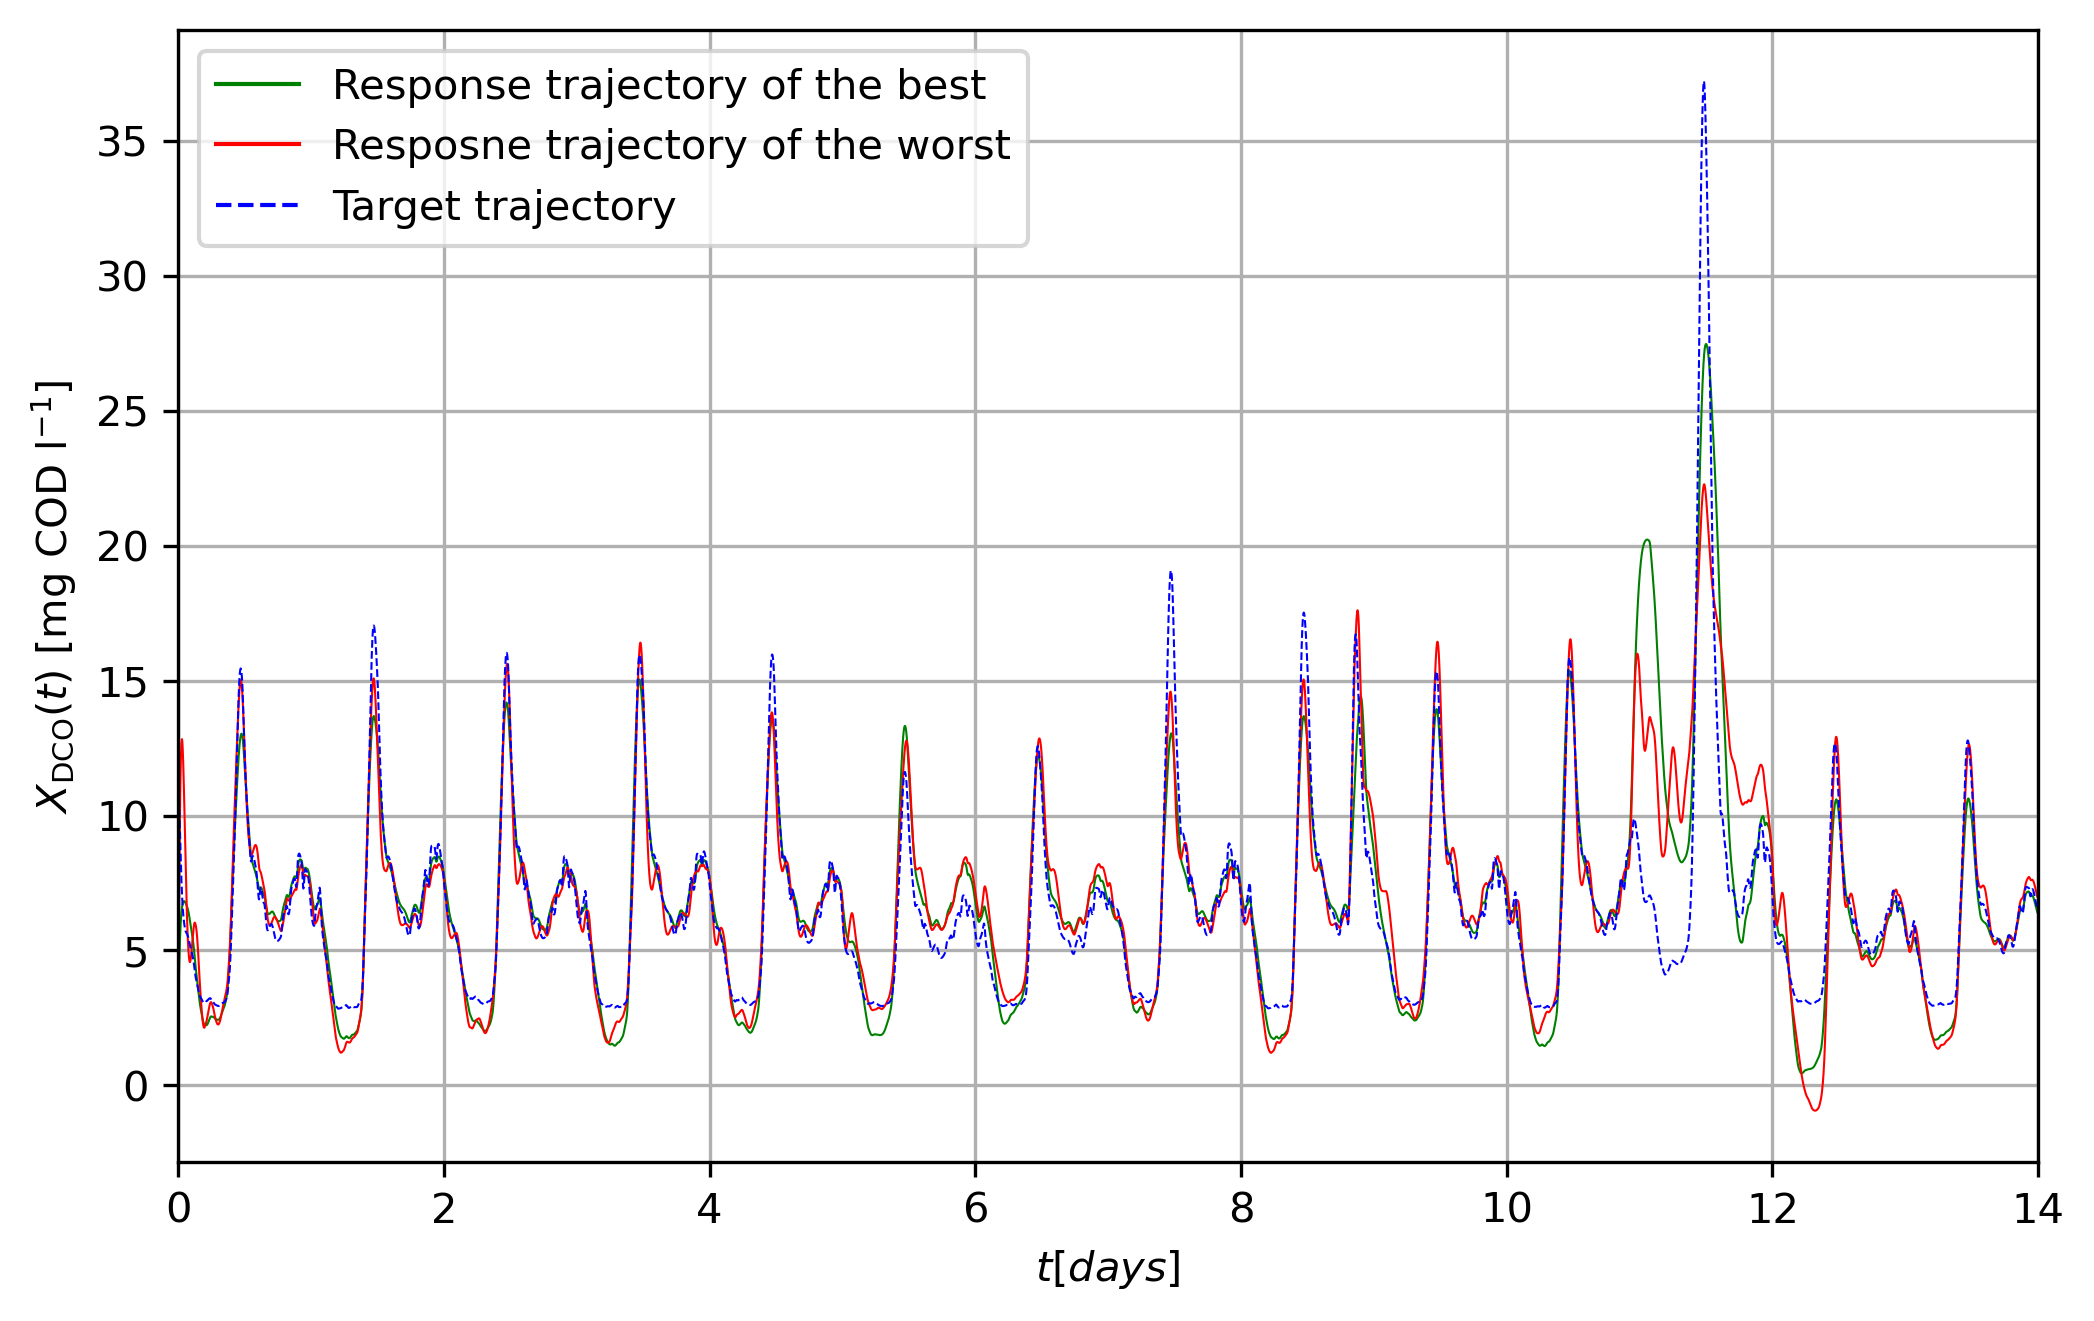 Response trajectory of the best
Resposne trajectory of the worst
Target trajectory
35
30
25
20
15
10
5
0
X_DCO(t) [mg COD l⁻¹]
0 2 4 6 8 10 12 14
t[days]